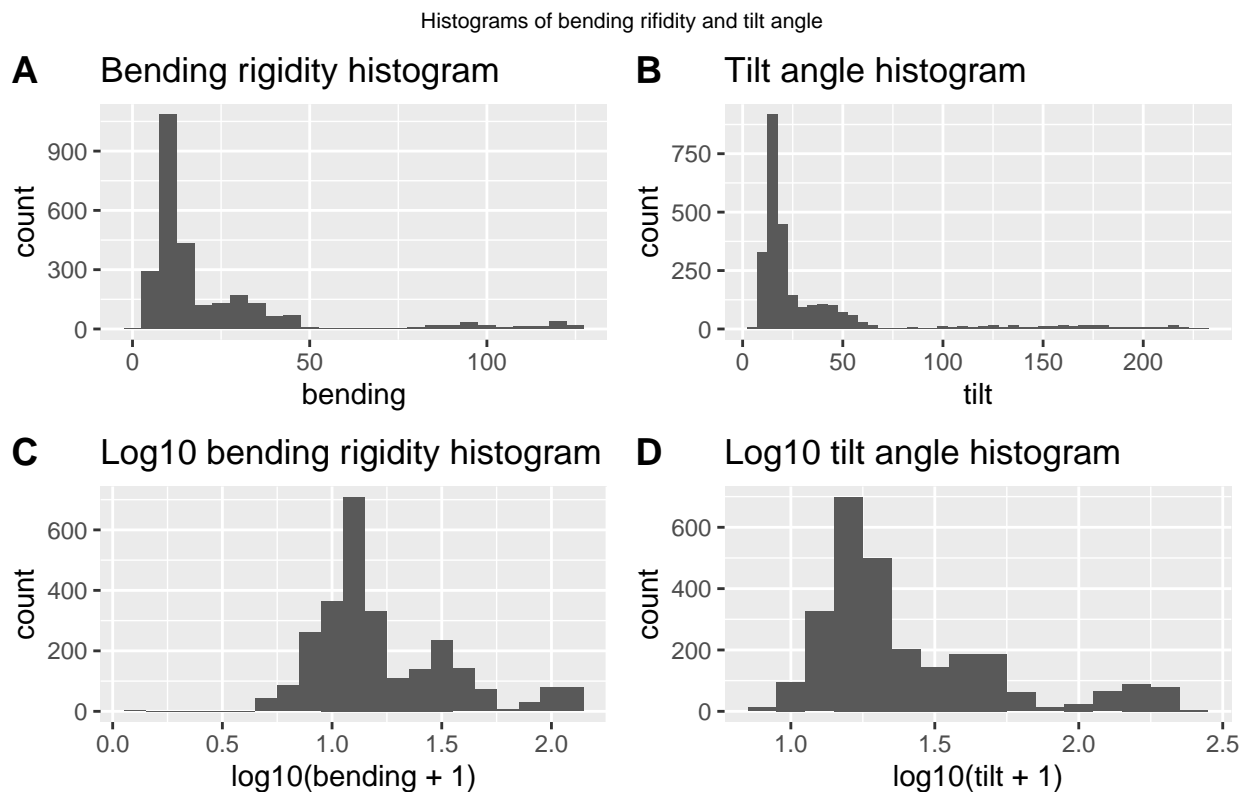 Histograms of bending rifidity and tilt angle
A Bending rigidity histogram
900
600
300
0
count
0 50 100
bending
B Tilt angle histogram
750
500
250
0
count
0 50 100 150 200
tilt
C Log10 bending rigidity histogram
600
400
200
0
count
0.0 0.5 1.0 1.5 2.0
log10(bending + 1)
D Log10 tilt angle histogram
600
400
200
0
count
1.0 1.5 2.0 2.5
log10(tilt + 1)